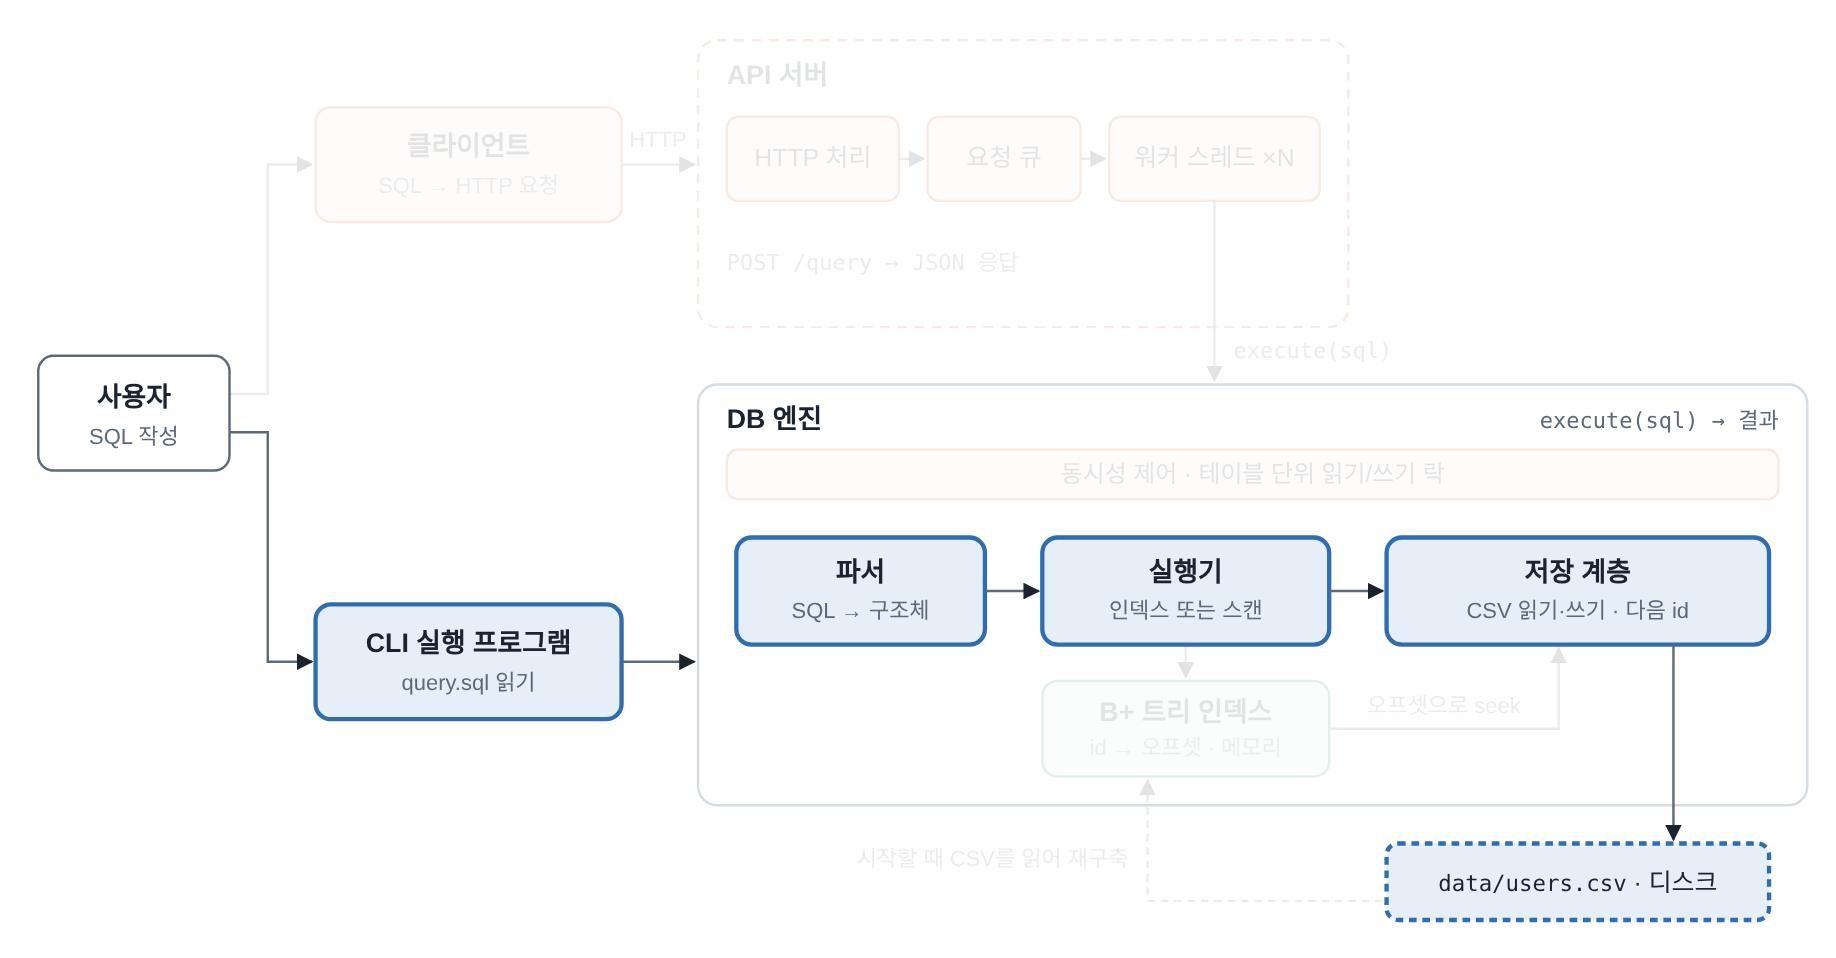 API 서버
클라이언트
SQL → HTTP 요청
HTTP
HTTP 처리
요청 큐
워커 스레드 ×N
POST /query → JSON 응답
execute(sql)
사용자
SQL 작성
DB 엔진
execute(sql) → 결과
동시성 제어 · 테이블 단위 읽기/쓰기 락
파서
SQL → 구조체
실행기
인덱스 또는 스캔
저장 계층
CSV 읽기·쓰기 · 다음 id
CLI 실행 프로그램
query.sql 읽기
B+ 트리 인덱스
id → 오프셋 · 메모리
오프셋으로 seek
시작할 때 CSV를 읽어 재구축
data/users.csv · 디스크